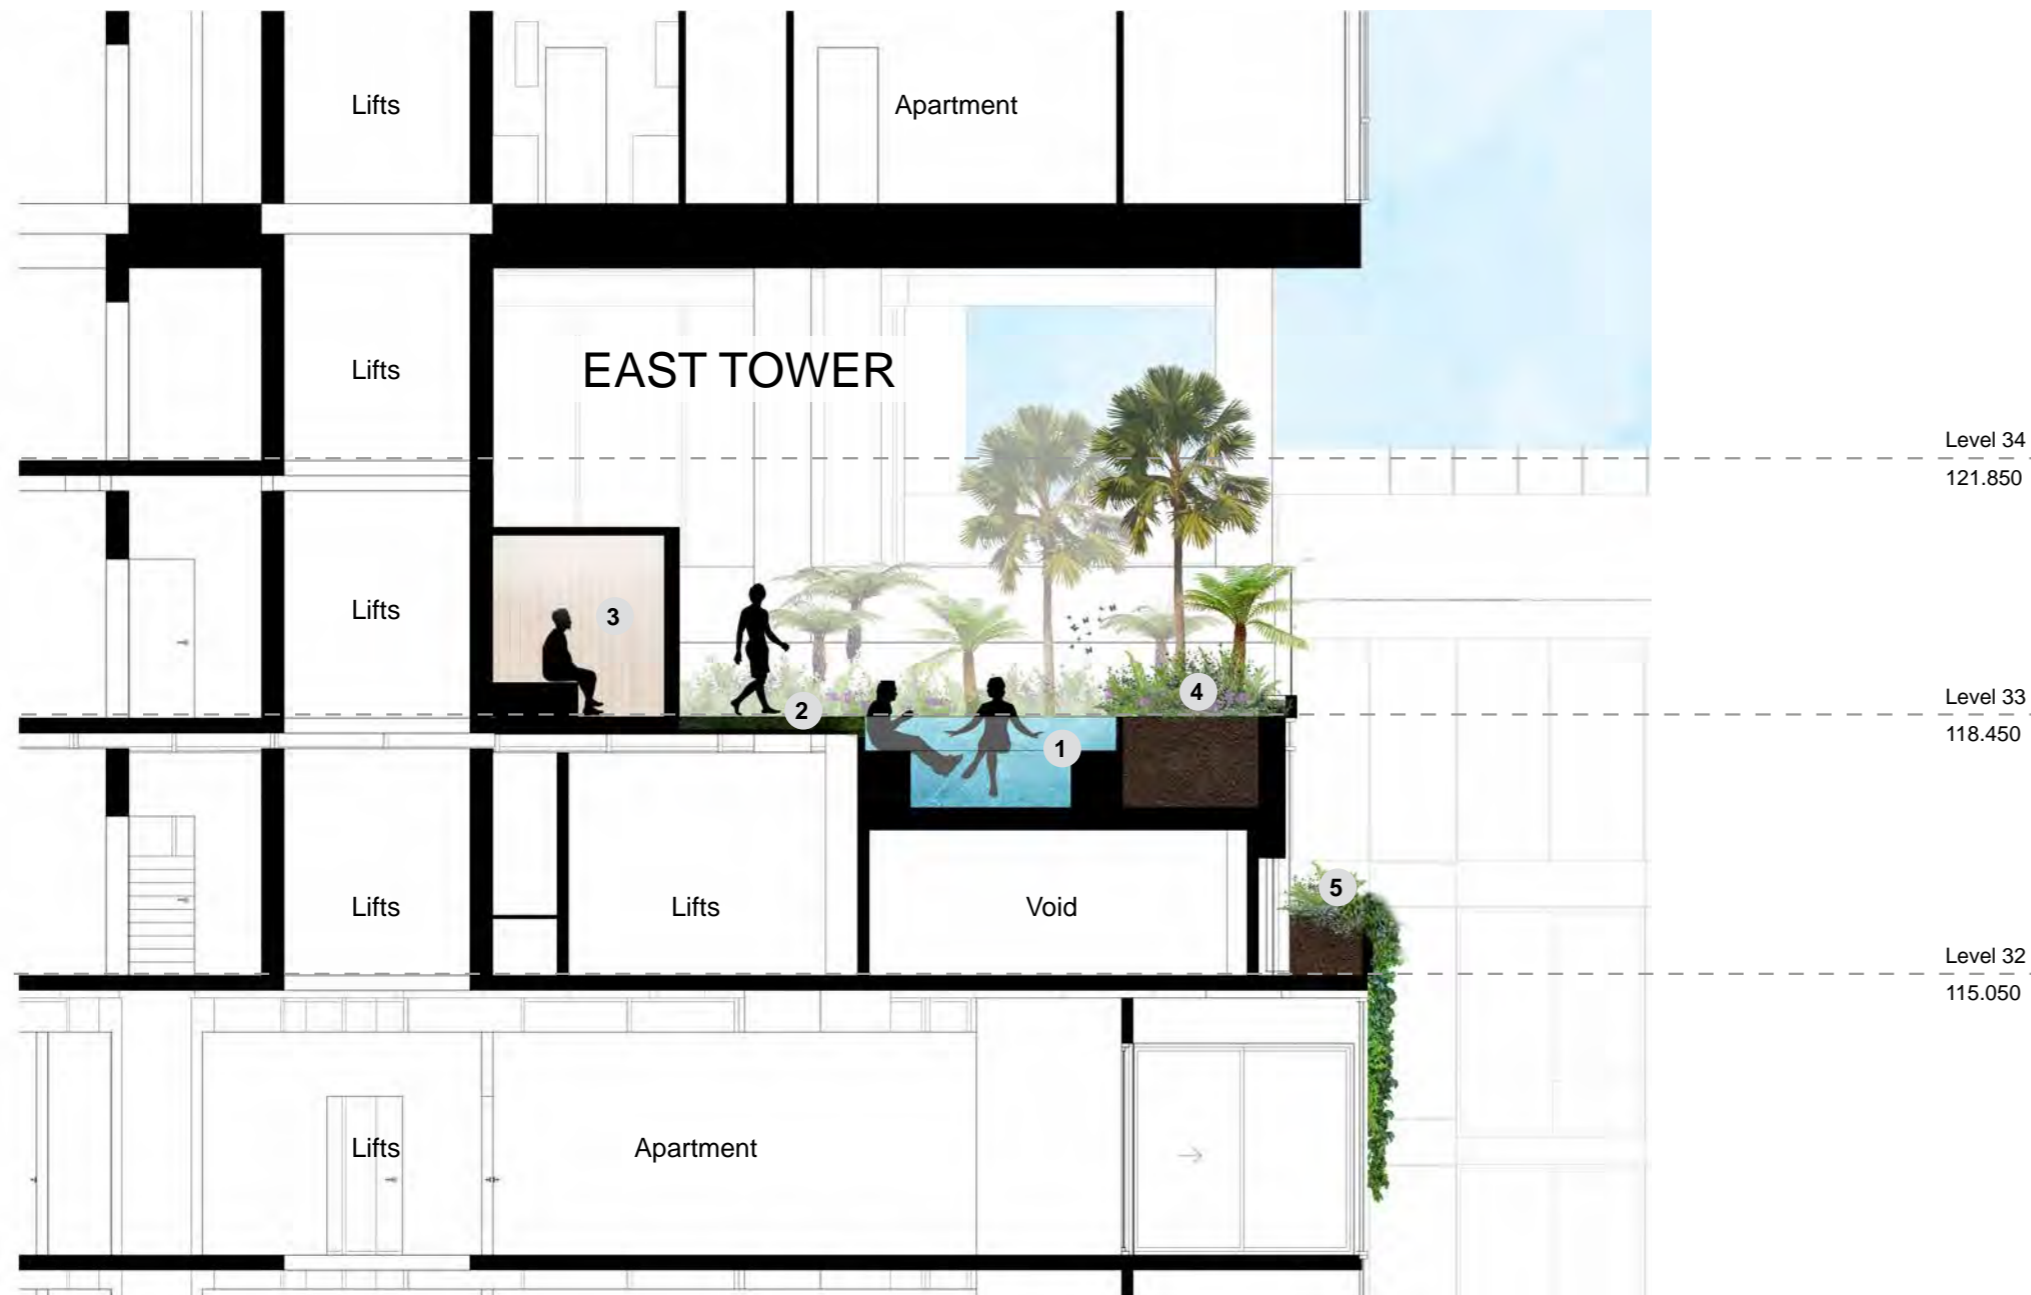 Lifts
Apartment
Lifts
EAST TOWER
Level 34
121.850
Lifts
3
Level 33
118.450
2
4
1
5
Lifts
Lifts
Void
Level 32
115.050
Lifts
Apartment